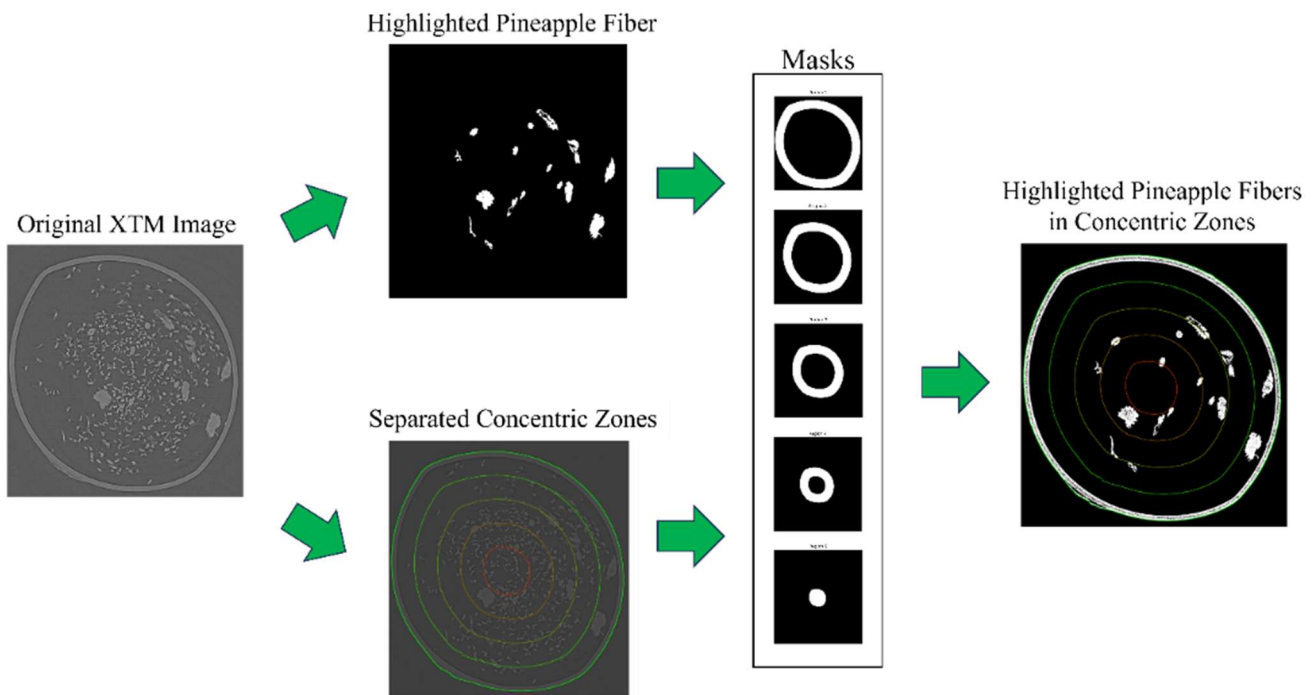 Highlighted Pineapple Fiber
Masks
Original XTM Image
Highlighted Pineapple Fibers
in Concentric Zones
Separated Concentric Zones